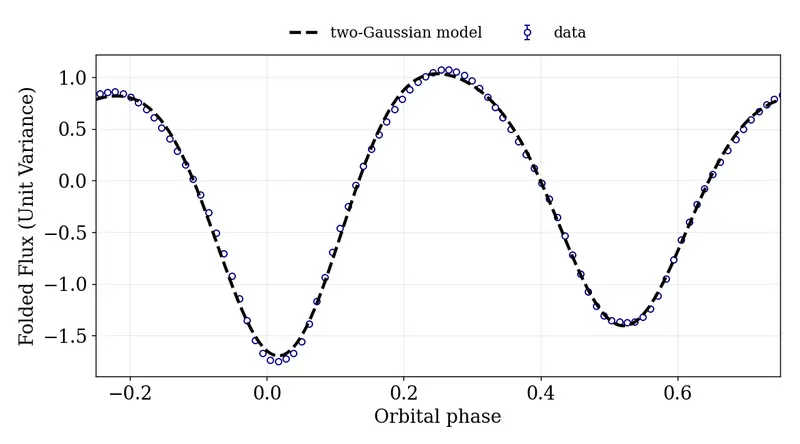 two-Gaussian model
data
Folded Flux (Unit Variance)
1.0
0.5
0.0
−0.5
−1.0
−1.5
−0.2
0.0
0.2
0.4
0.6
Orbital phase